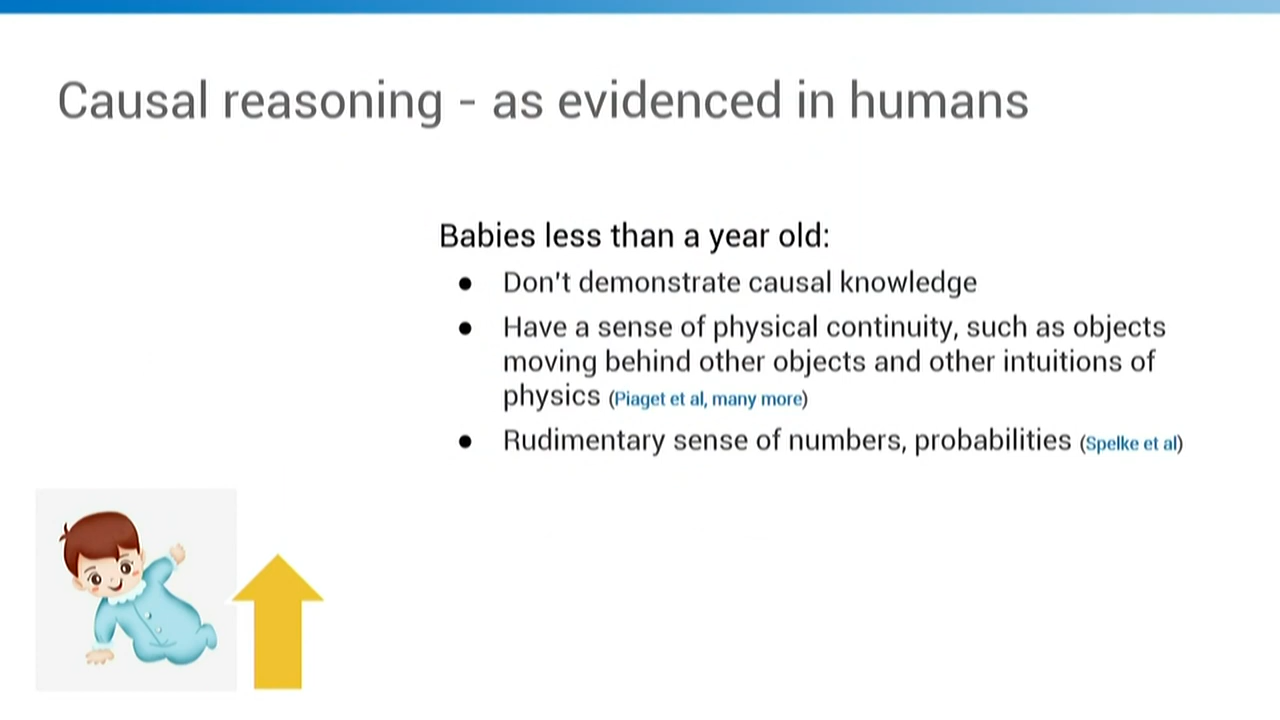 Causal reasoning - as evidenced in humans
Babies less than a year old:
● Don't demonstrate causal knowledge
● Have a sense of physical continuity, such as objects
moving behind other objects and other intuitions of
physics (Piaget et al, many more)
● Rudimentary sense of numbers, probabilities (Spelke et al)